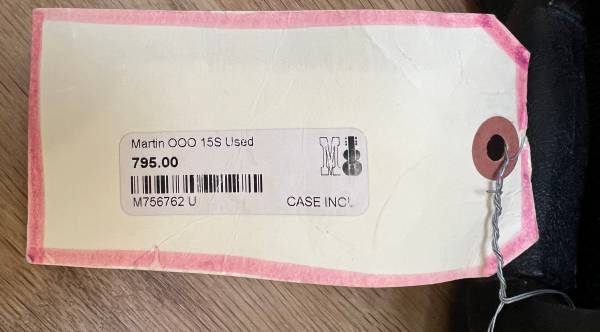 Martin OOO 15S Used
795.00
M756762 U
CASE INCL